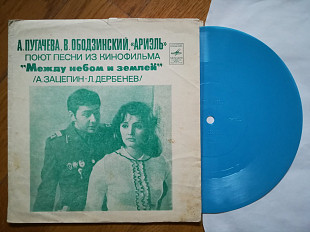 А. ПУГАЧЕВА, В. ОБОДЗИНСКИЙ, «АРИЭЛЬ»
ПОЮТ ПЕСНИ ИЗ КИНОФИЛЬМА
"Между небом и землей"
/А. ЗАЦЕПИН - Л. ДЕРБЕНЕВ/